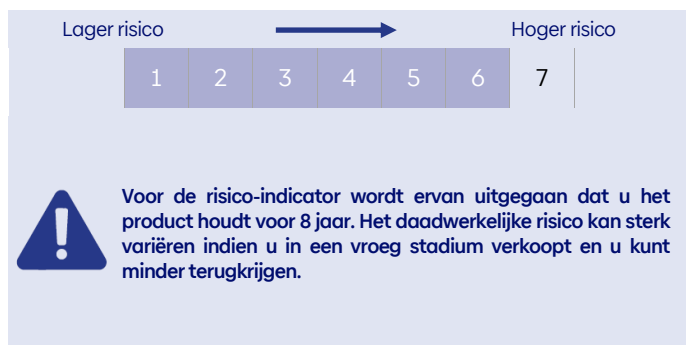 Lager risico Hoger risico
1 2 3 4 5 6 7
Voor de risico-indicator wordt ervan uitgegaan dat u het
product houdt voor 8 jaar. Het daadwerkelijke risico kan sterk
variëren indien u in een vroeg stadium verkoopt en u kunt
minder terugkrijgen.